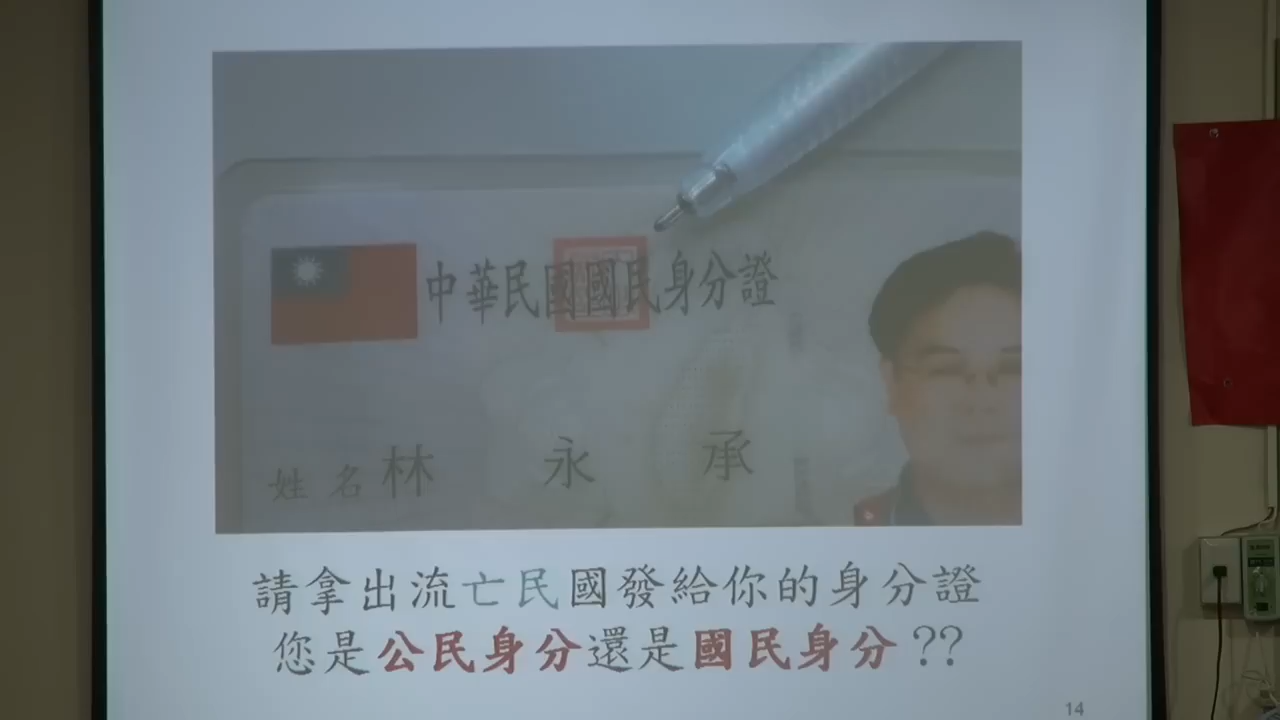 中華民國國民身分證
姓名 林永承
請拿出流亡民國發給你的身分證
您是公民身分還是國民身分??
14